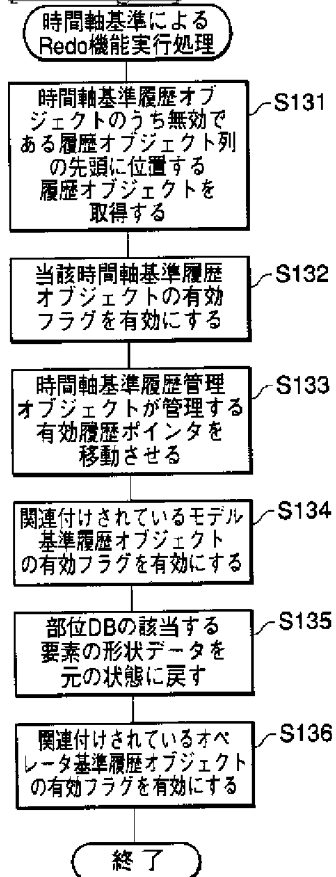 時間軸基準による
Redo機能実行処理
時間軸基準履歴オブ
ジェクトのうち無効で
ある履歴オブジェクト列
の先頭に位置する
履歴オブジェクトを
取得する
S131
当該時間軸基準履歴
オブジェクトの有効
フラグを有効にする
S132
時間軸基準履歴管理
オブジェクトが管理する
有効履歴ポインタを
移動させる
S133
関連付けされているモデル
基準履歴オブジェクト
の有効フラグを有効にする
S134
部位DBの該当する
要素の形状データを
元の状態に戻す
S135
関連付けされているオペ
レータ基準履歴オブジェクト
の有効フラグを有効にする
S136
終了